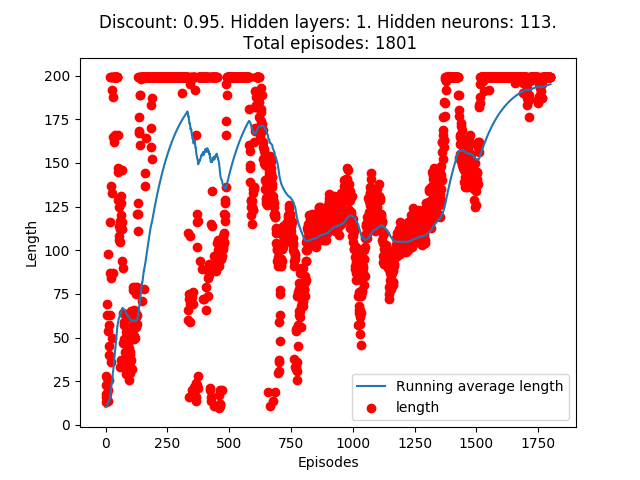 Discount: 0.95. Hidden layers: 1. Hidden neurons: 113.
Total episodes: 1801
200
175
150
125
100
75
50
25
0
Length
0 250 500 750 1000 1250 1500 1750
Episodes
Running average length
length